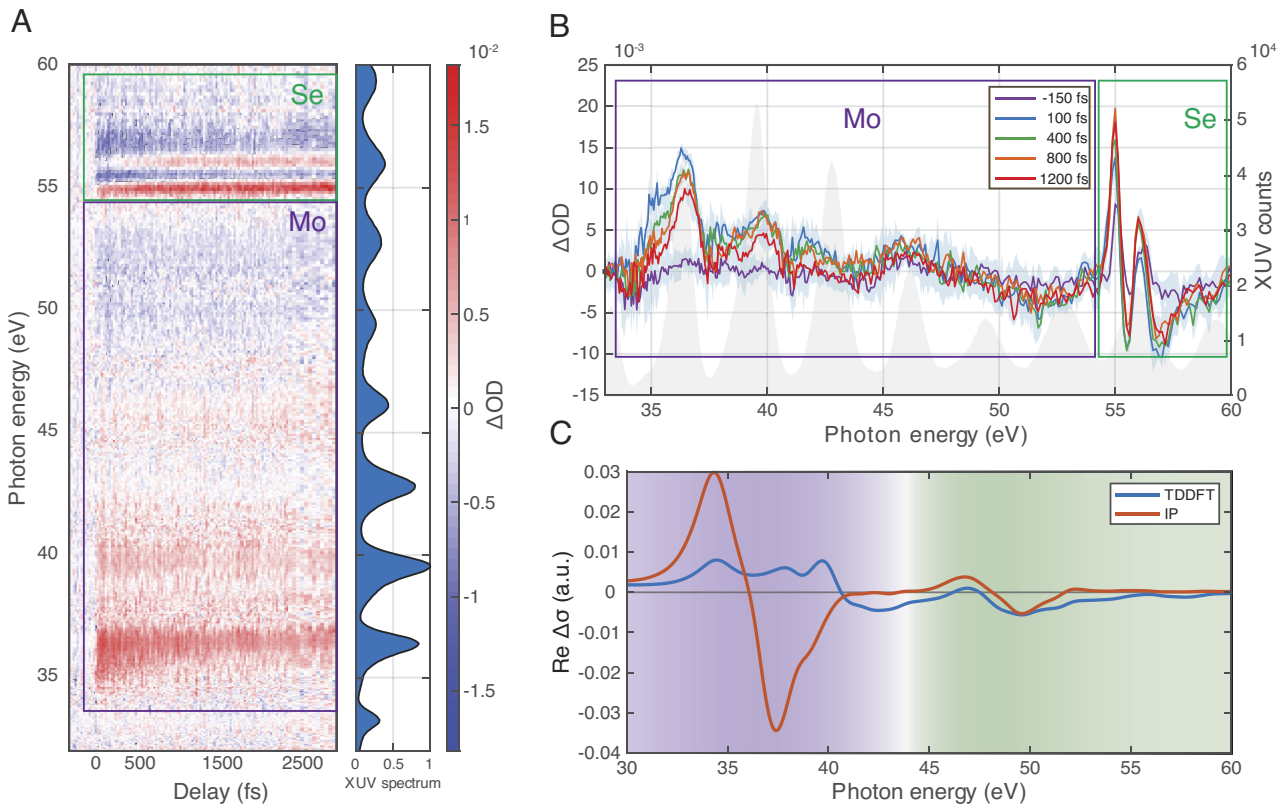 A
Photon energy (eV)
60
55
50
45
40
35
Se
Mo
0 500 1500 2500
Delay (fs)
0 0.5 1
XUV spectrum
10-2
1.5
1
0.5
0
-0.5
-1
-1.5
ΔOD
B
10-3
25
20
15
10
5
0
-5
-10
-15
ΔOD
Mo
-150 fs
100 fs
400 fs
800 fs
1200 fs
Se
104
6
5
4
3
2
1
0
XUV counts
35 40 45 50 55 60
Photon energy (eV)
C
0.03
0.02
0.01
0
-0.01
-0.02
-0.03
-0.04
Re Δσ (a.u.)
TDDFT
IP
30 35 40 45 50 55 60
Photon energy (eV)